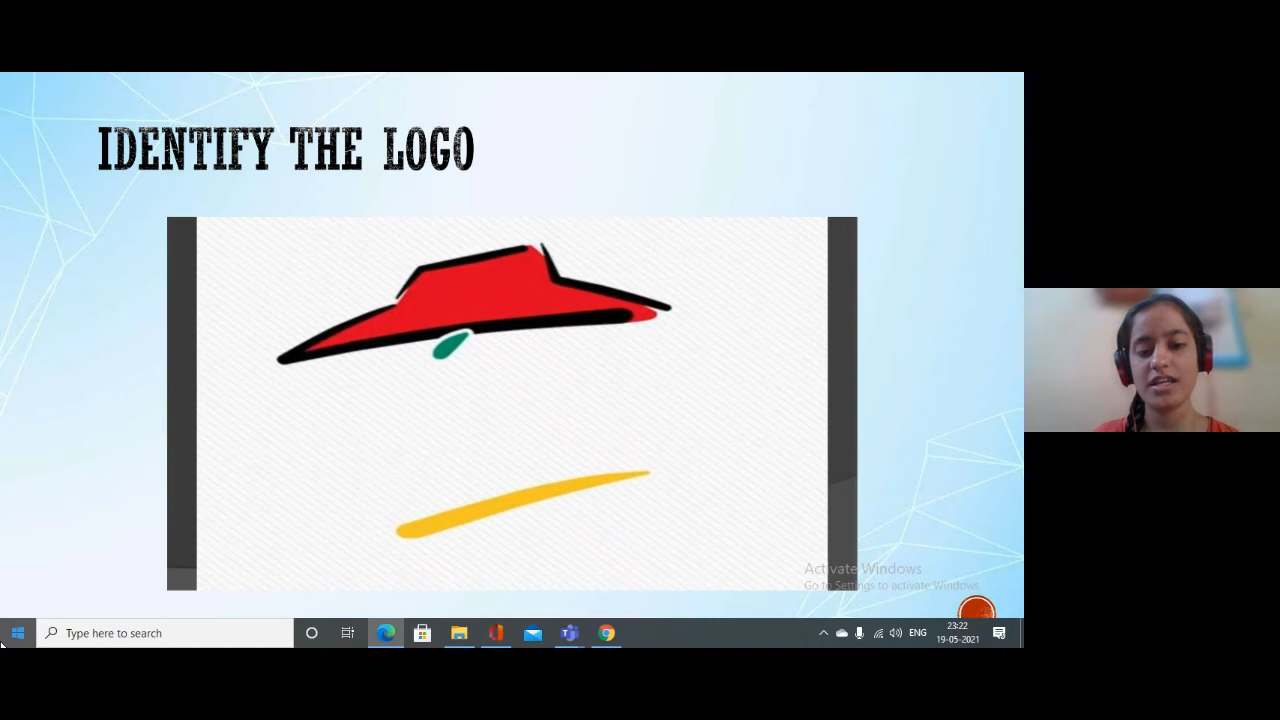 IDENTIFY THE LOGO
Activate Windows
Go to Settings to activate Windows.
Type here to search
ENG
23:22
19-05-2021